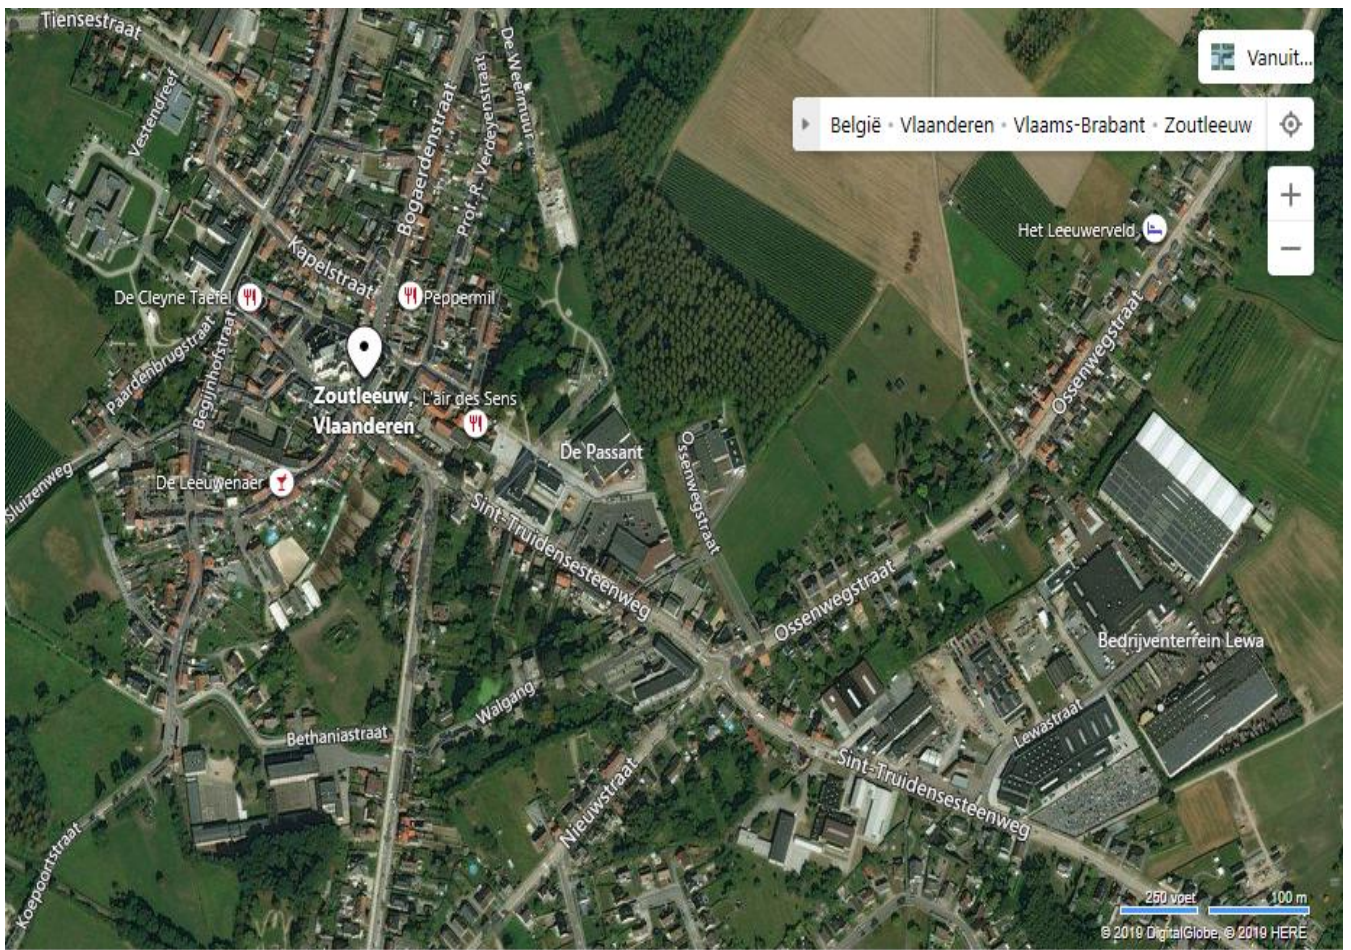 Tiensestraat
De Weermuur
Vanuit...
België • Vlaanderen • Vlaams-Brabant • Zoutleeuw
Vestendreef
Bogaerdenstraat
Prof. R. Verdeyenstraat
Kapelstraat
Het Leeuwerveld
De Cleyne Taefel
Peppermil
Paardenbrugstraat
Begijnhofstraat
Ossenwegstraat
Zoutleeuw,
Vlaanderen
L'air des Sens
De Passant
Ossenwegstraat
Sluizenweg
De Leeuwenaer
Sint-Truidensesteenweg
Ossenwegstraat
Bedrijventerrein Lewa
Walgang
Bethaniastraat
Lewastraat
Nieuwstraat
Sint-Truidensesteenweg
Koepoortstraat
250 voet 100 m
© 2019 DigitalGlobe, © 2019 HERE